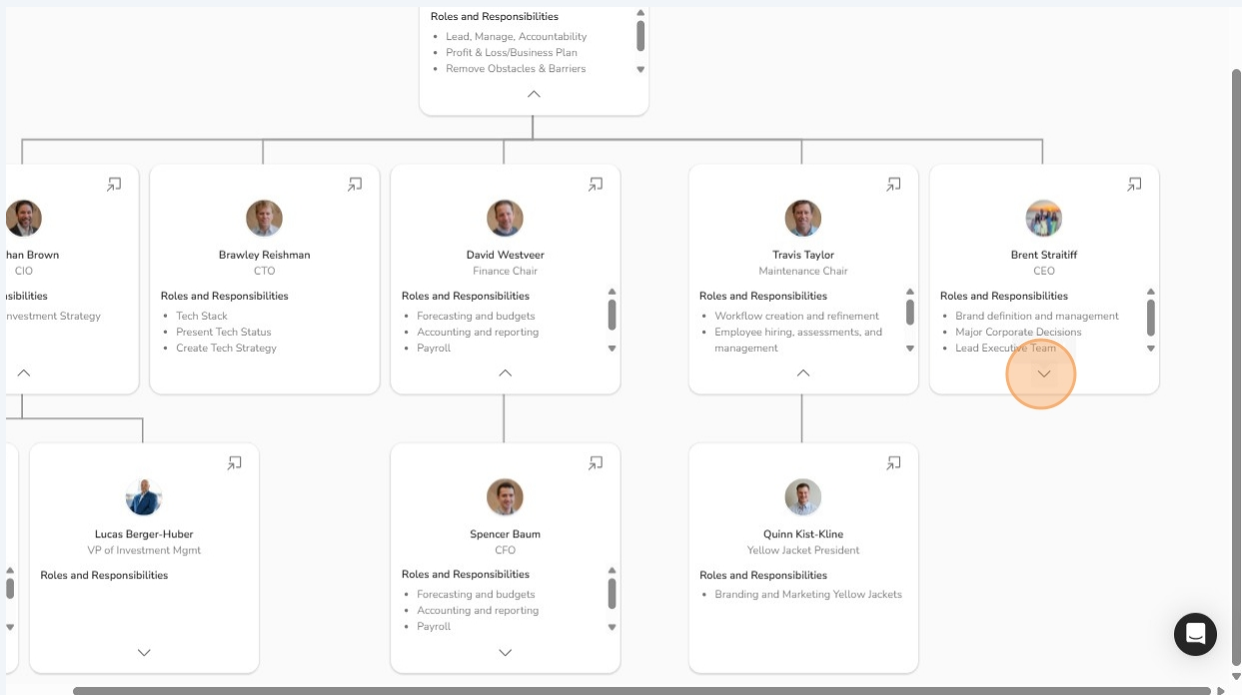 Roles and Responsibilities
Lead, Manage, Accountability
Profit & Loss/Business Plan
Remove Obstacles & Barriers
han Brown
CIO
sibilities
nvestment Strategy
Brawley Reishman
CTO
Roles and Responsibilities
Tech Stack
Present Tech Status
Create Tech Strategy
David Westveer
Finance Chair
Roles and Responsibilities
Forecasting and budgets
Accounting and reporting
Payroll
Travis Taylor
Maintenance Chair
Roles and Responsibilities
Workflow creation and refinement
Employee hiring, assessments, and
management
Brent Straitiff
CEO
Roles and Responsibilities
Brand definition and management
Major Corporate Decisions
Lead Executive Team
Lucas Berger-Huber
VP of Investment Mgmt
Roles and Responsibilities
Spencer Baum
CFO
Roles and Responsibilities
Forecasting and budgets
Accounting and reporting
Payroll
Quinn Kist-Kline
Yellow Jacket President
Roles and Responsibilities
Branding and Marketing Yellow Jackets